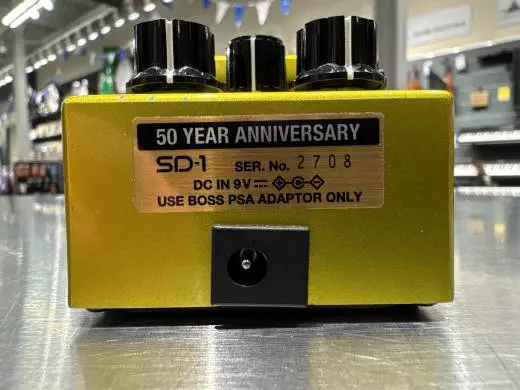 50 YEAR ANNIVERSARY
SD-1 SER. No. 2708
DC IN 9V
USE BOSS PSA ADAPTOR ONLY